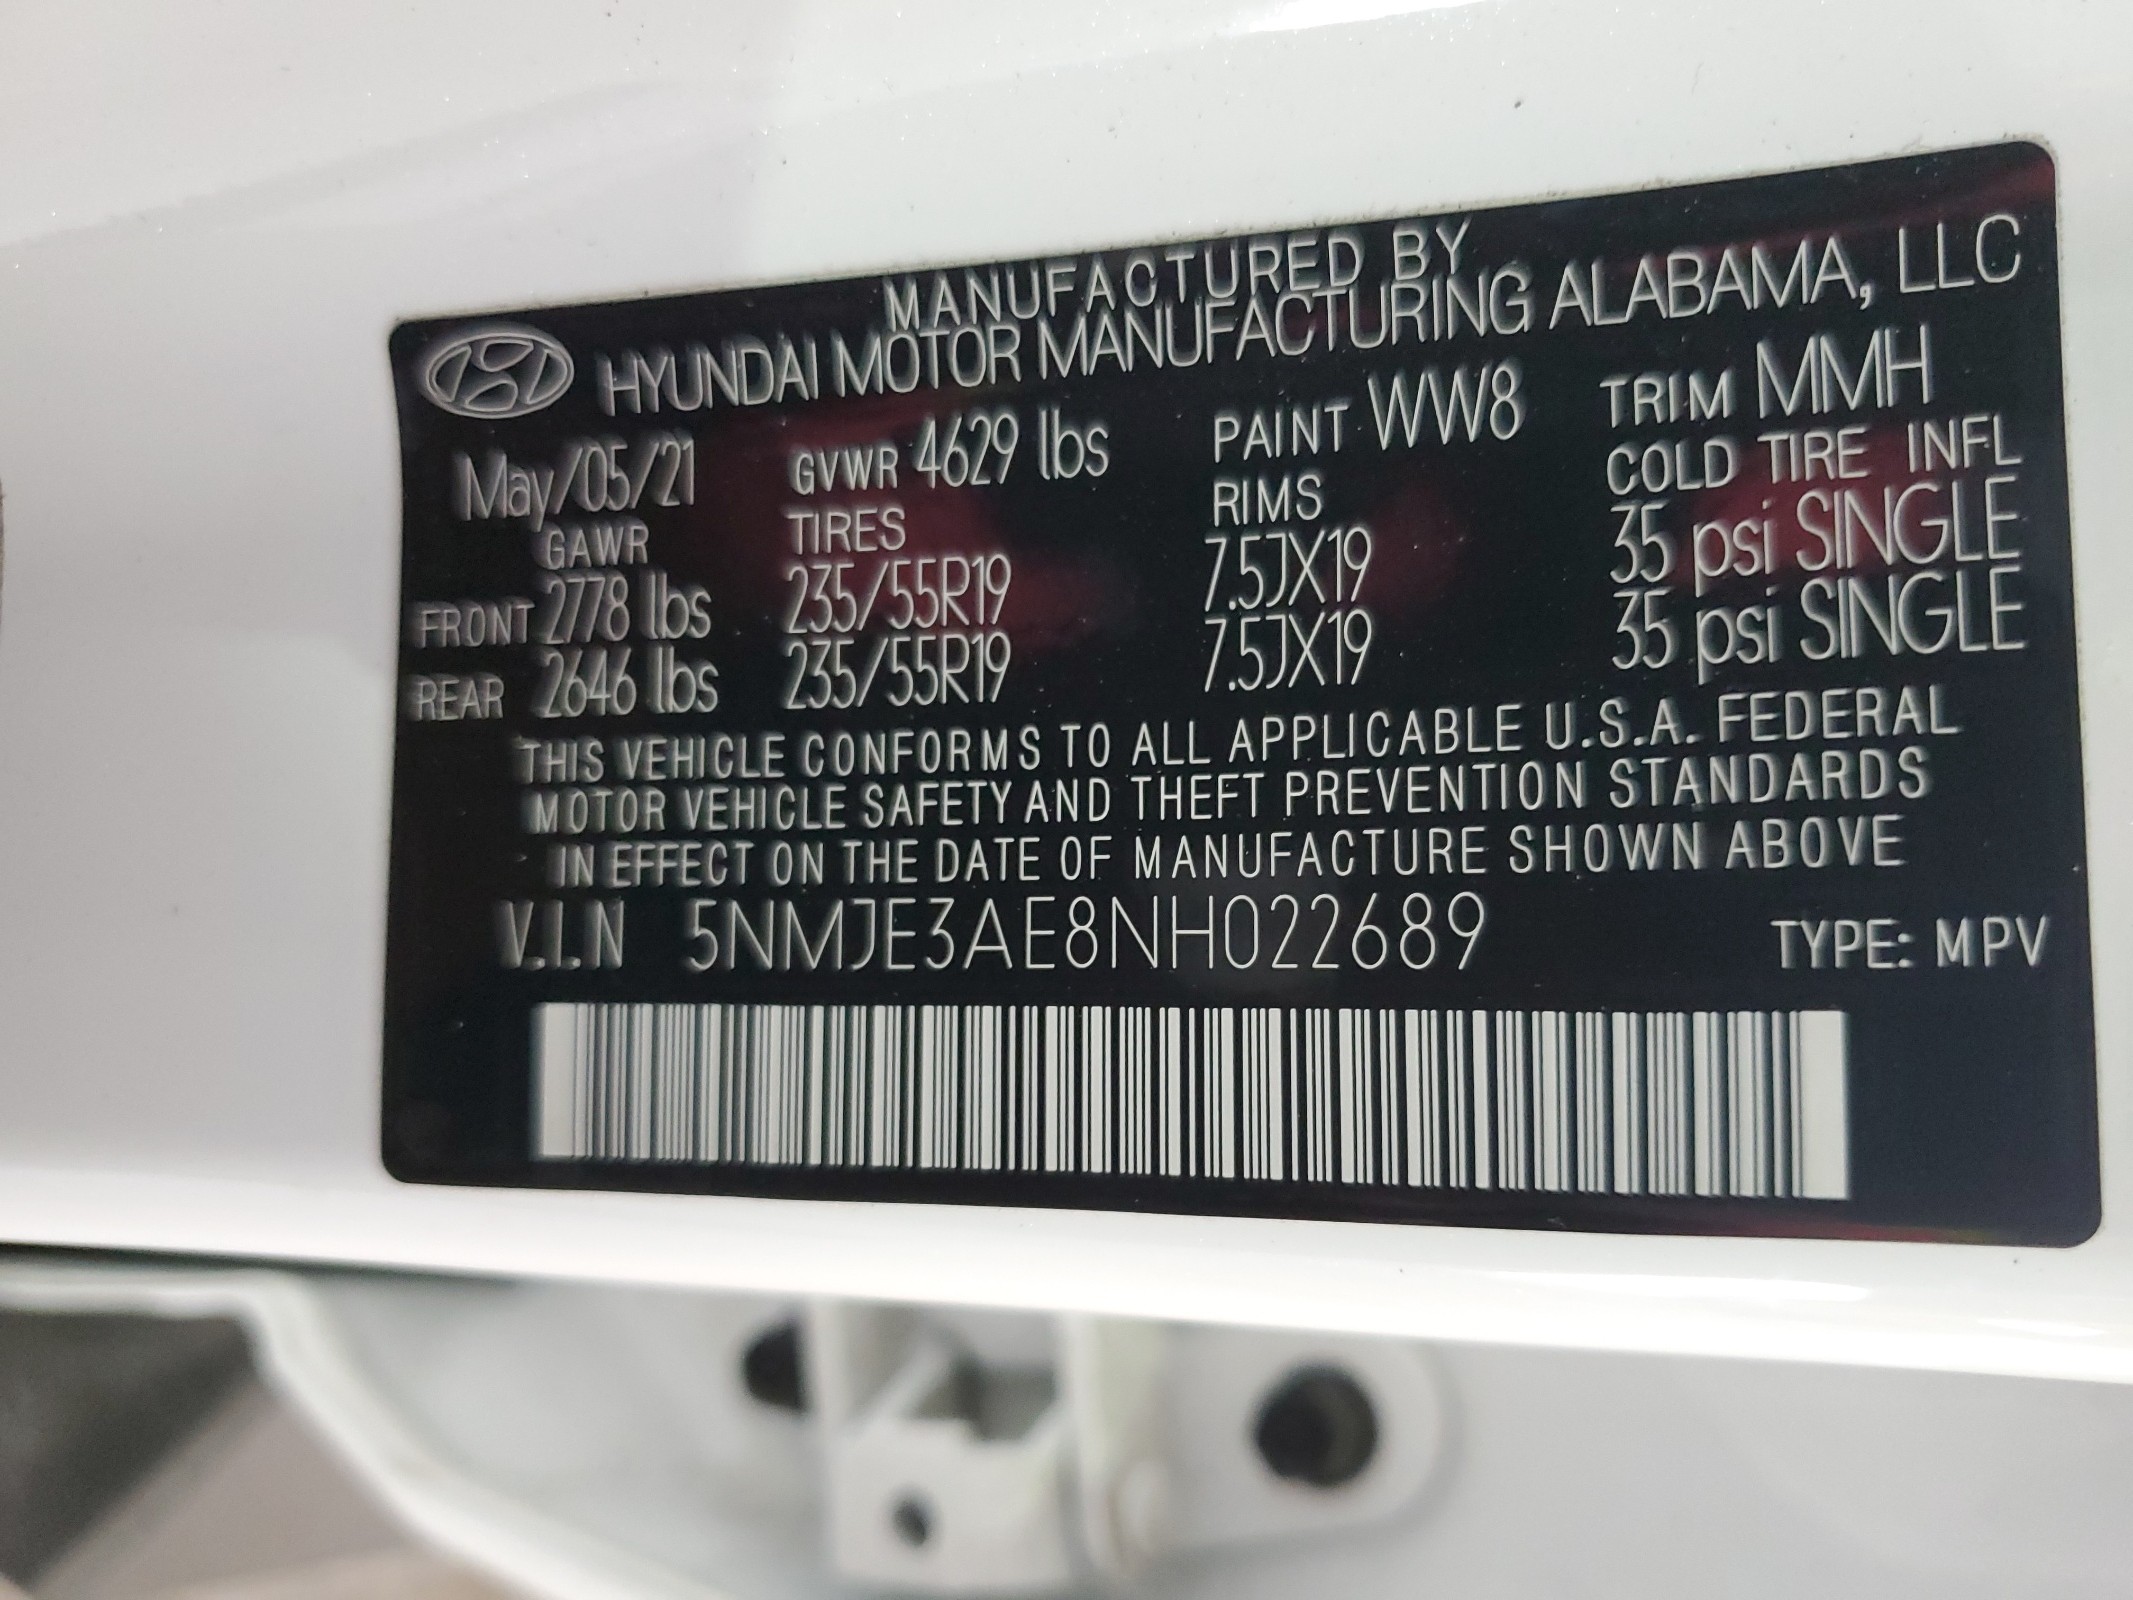 MANUFACTURED BY
HYUNDAI MOTOR MANUFACTURING ALABAMA, LLC
May/05/21 GVWR 4629 lbs PAINT WW8 TRIM MMH
GAWR TIRES RIMS COLD TIRE INFL
FRONT 2778 lbs 235/55R19 7.5JX19 35 psi SINGLE
REAR 2646 lbs 235/55R19 7.5JX19 35 psi SINGLE
THIS VEHICLE CONFORMS TO ALL APPLICABLE U.S.A. FEDERAL
MOTOR VEHICLE SAFETY AND THEFT PREVENTION STANDARDS
IN EFFECT ON THE DATE OF MANUFACTURE SHOWN ABOVE
V.I.N 5NMJE3AE8NH022689 TYPE: MPV